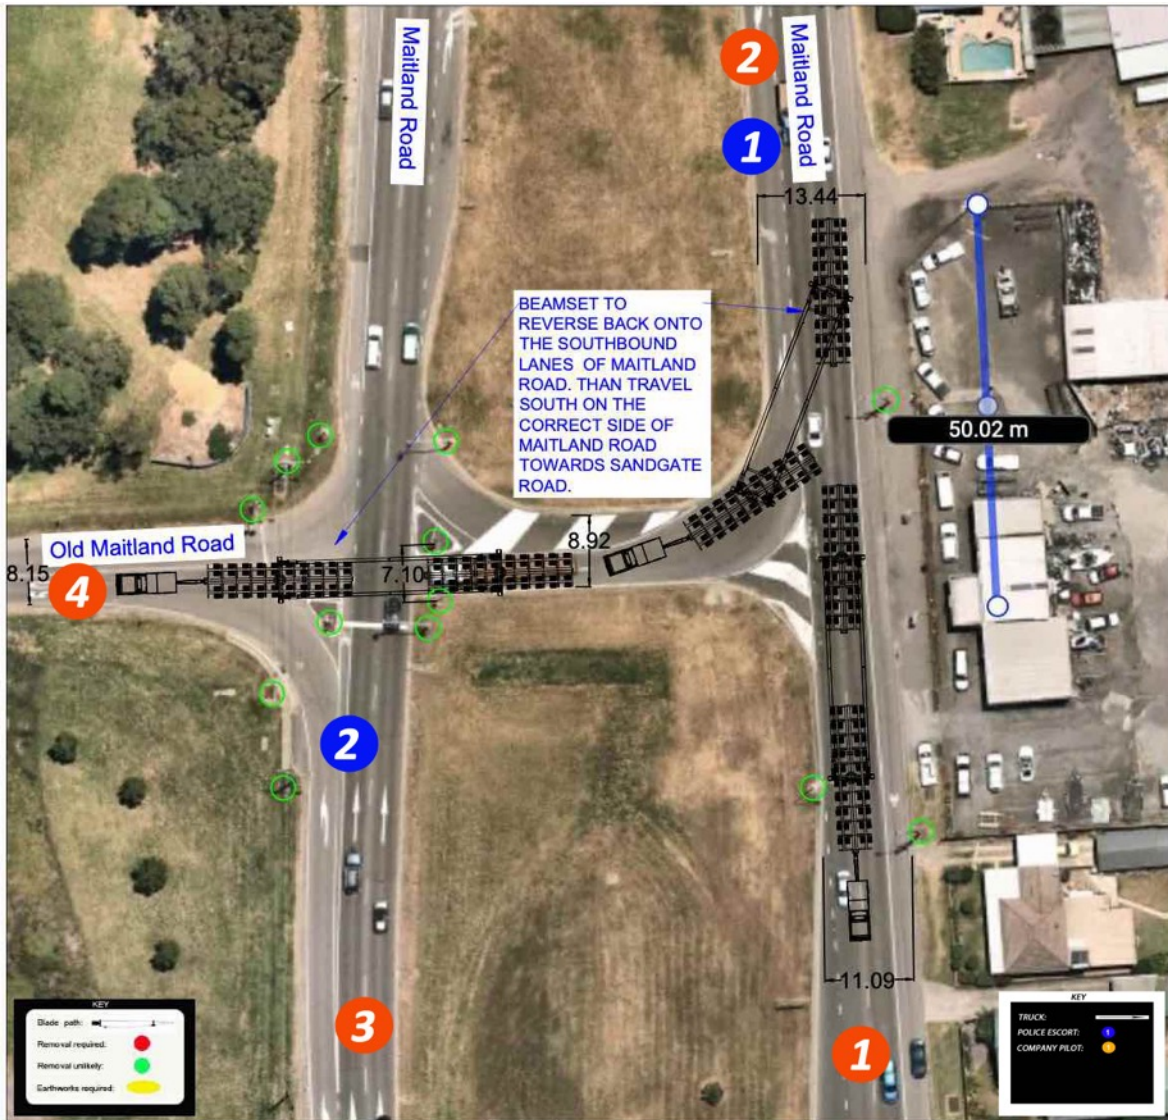 Maitland Road
2
Maitland Road
1
13.44
BEAMSET TO
REVERSE BACK ONTO
THE SOUTHBOUND
LANES OF MAITLAND
ROAD. THAN TRAVEL
SOUTH ON THE
CORRECT SIDE OF
MAITLAND ROAD
TOWARDS SANDGATE
ROAD.
50.02 m
Old Maitland Road
8.92
8.15
7.10
4
2
11.09
3
1
KEY
Blade path:
Removal required:
Removal unlikely:
Earthworks required:
KEY
TRUCK:
POLICE ESCORT: 1
COMPANY PILOT: